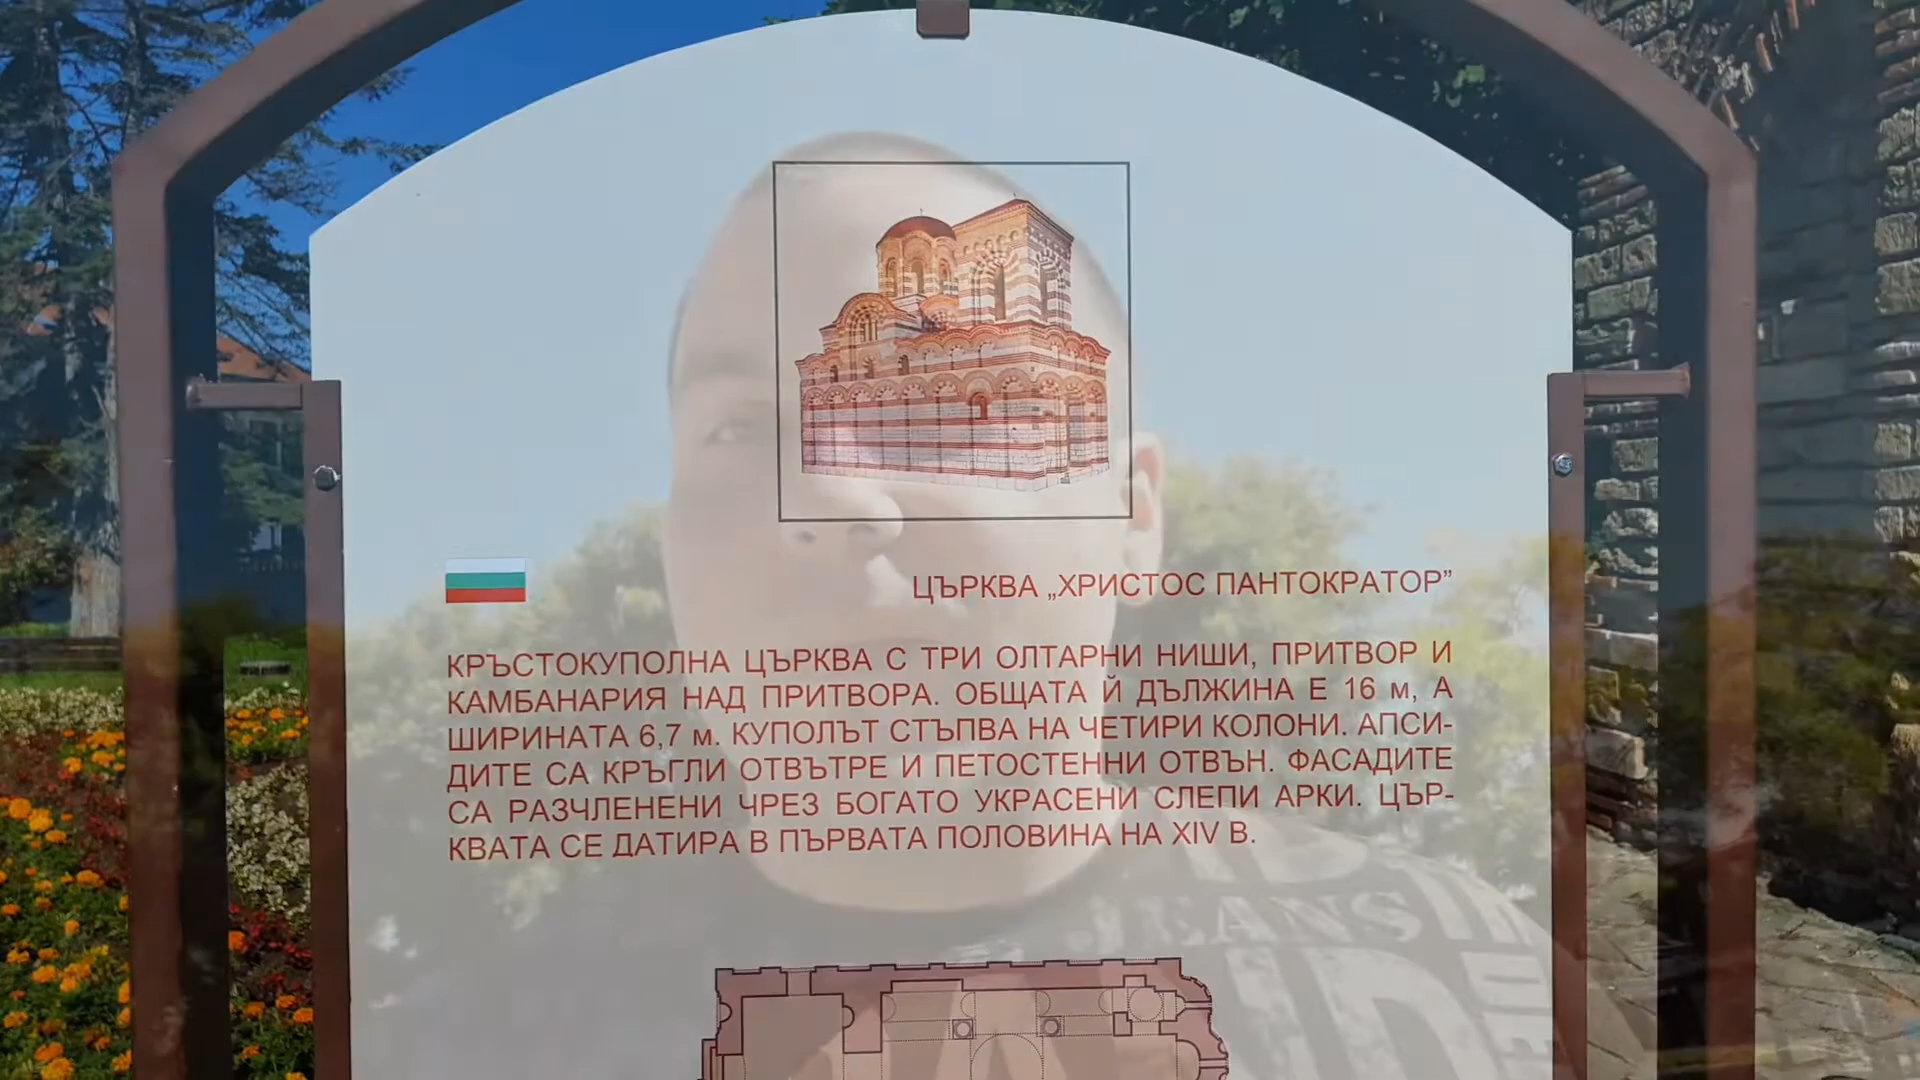 ЦЪРКВА „ХРИСТОС ПАНТОКРАТОР”
КРЪСТОКУПОЛНА ЦЪРКВА С ТРИ ОЛТАРНИ НИШИ, ПРИТВОР И
КАМБАНАРИЯ НАД ПРИТВОРА. ОБЩАТА Й ДЪЛЖИНА Е 16 м, А
ШИРИНАТА 6,7 м. КУПОЛЪТ СТЪПВА НА ЧЕТИРИ КОЛОНИ. АПСИ-
ДИТЕ СА КРЪГЛИ ОТВЪТРЕ И ПЕТОСТЕННИ ОТВЪН. ФАСАДИТЕ
СА РАЗЧЛЕНЕНИ ЧРЕЗ БОГАТО УКРАСЕНИ СЛЕПИ АРКИ. ЦЪР-
КВАТА СЕ ДАТИРА В ПЪРВАТА ПОЛОВИНА НА XIV В.
JEANS